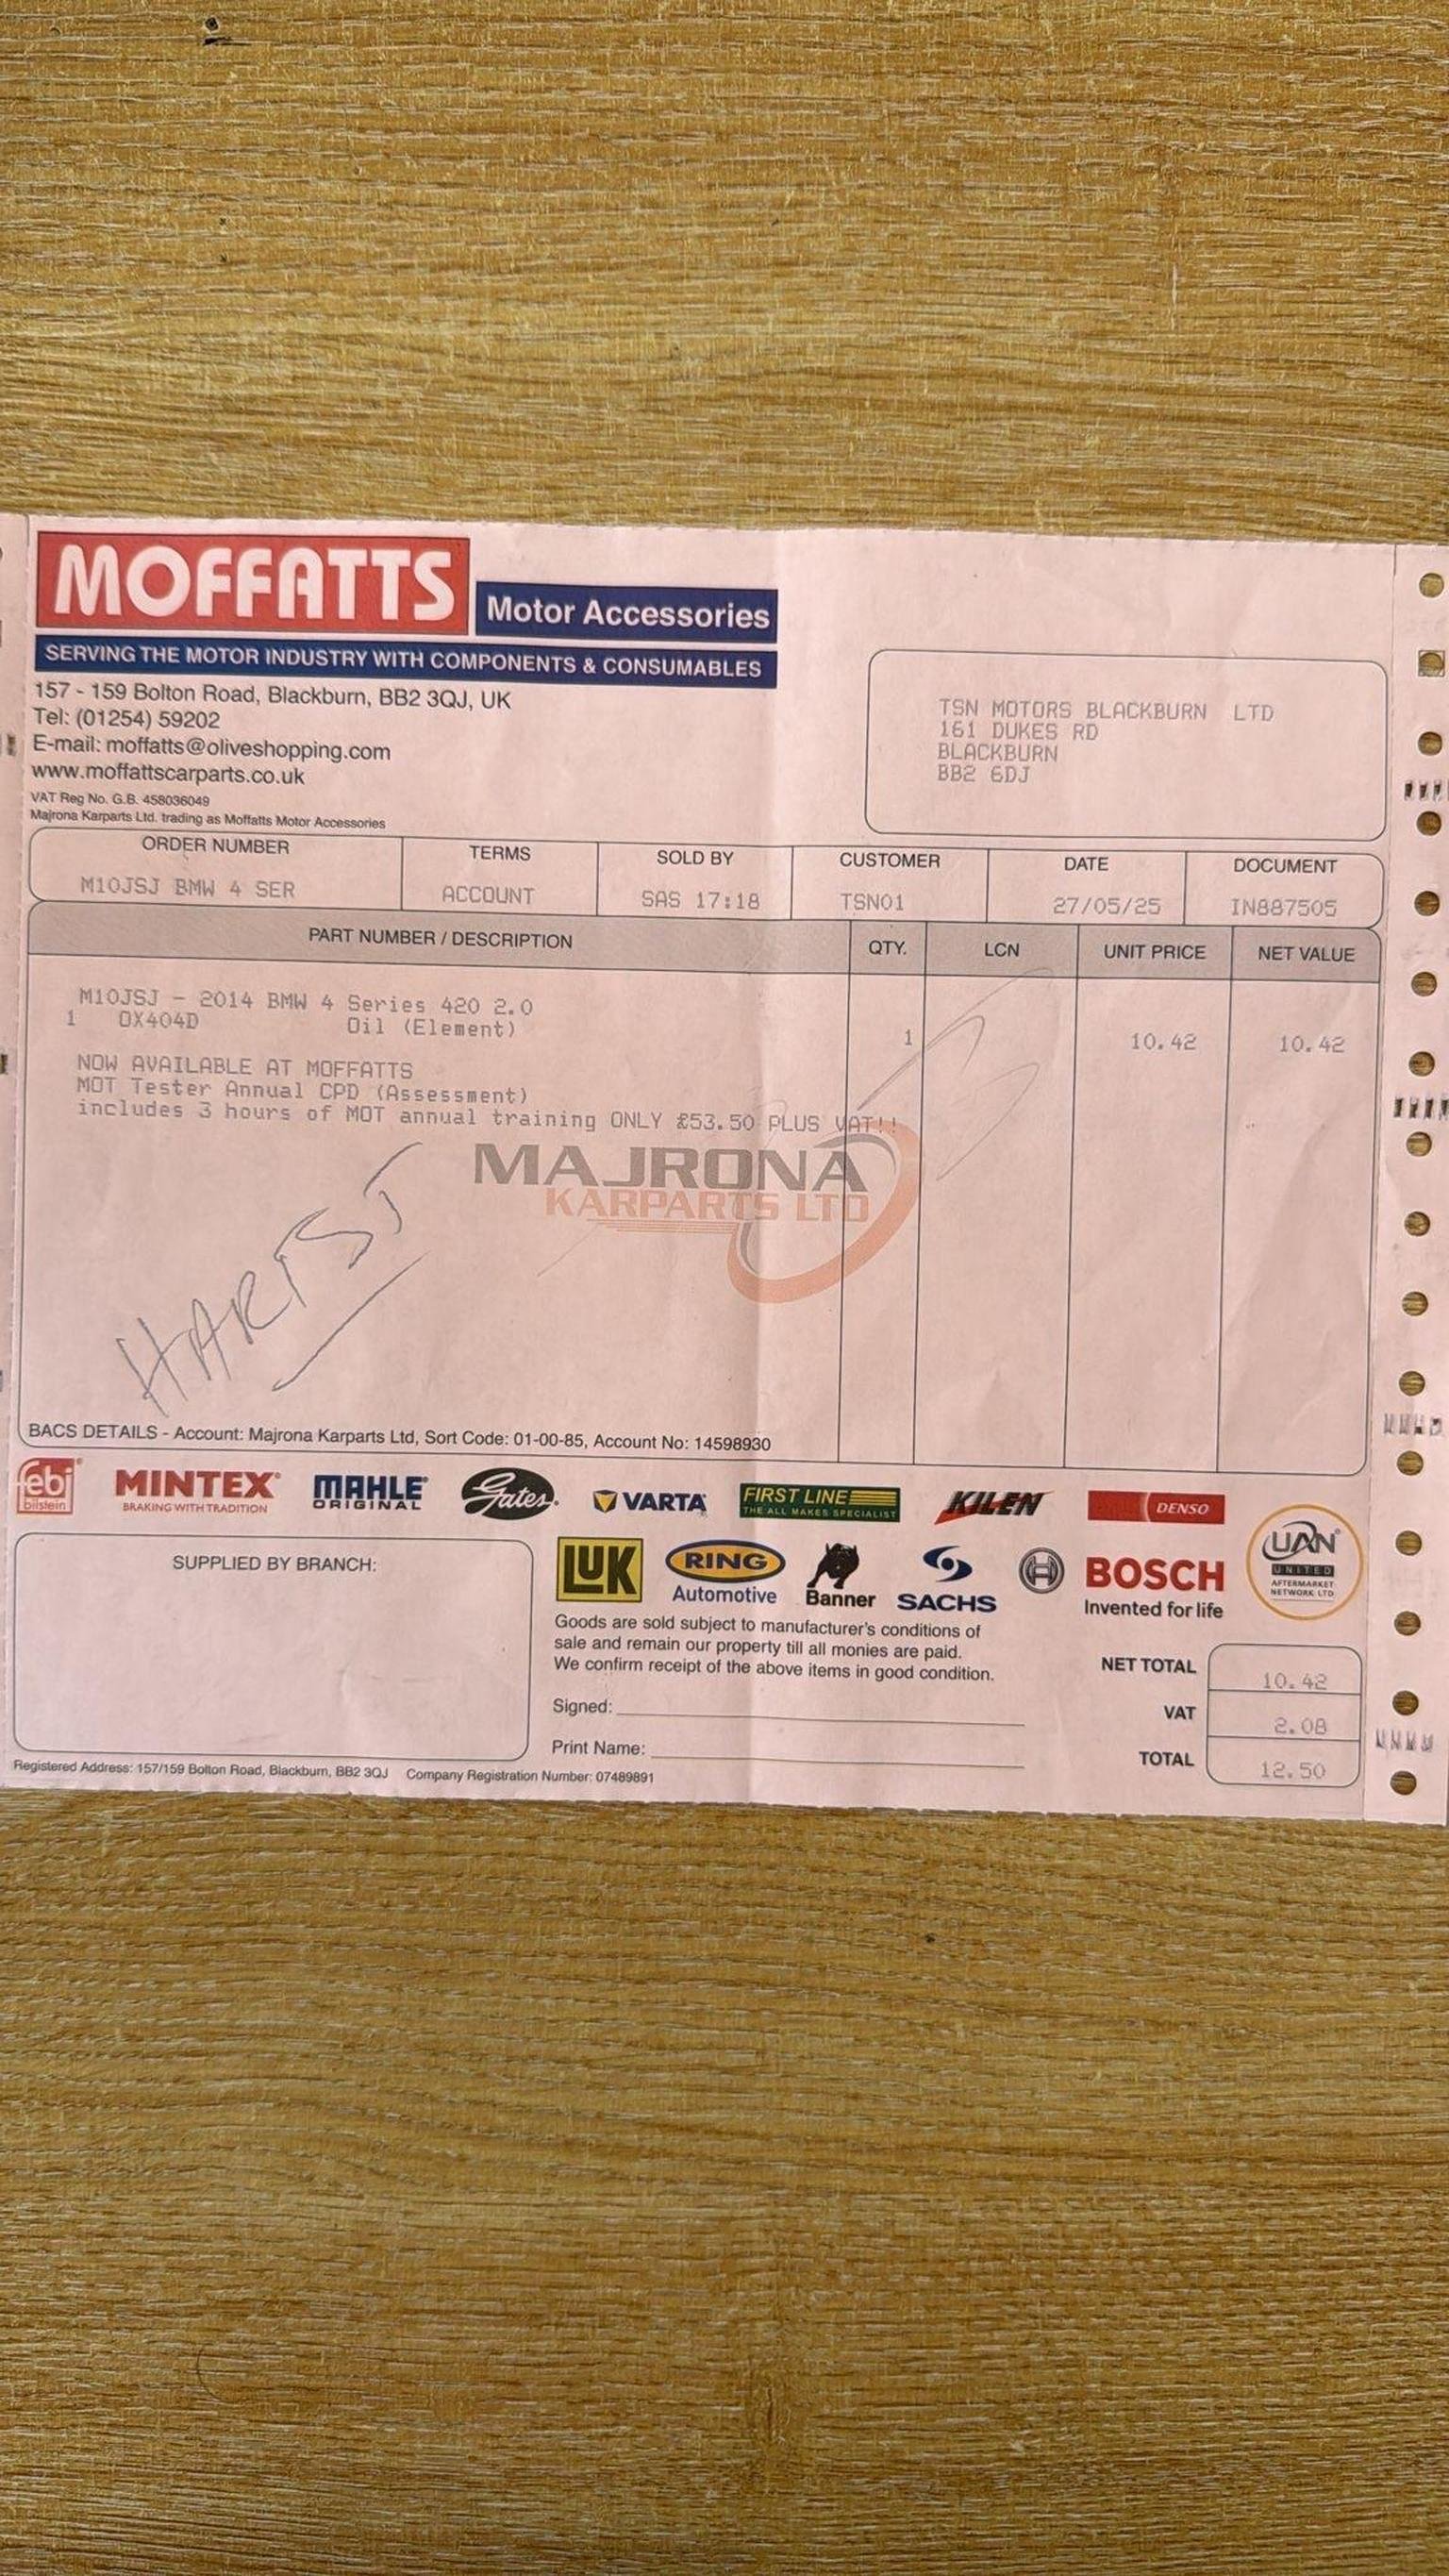 MOFFATTS
Motor Accessories
SERVING THE MOTOR INDUSTRY WITH COMPONENTS & CONSUMABLES
157 - 159 Bolton Road, Blackburn, BB2 3QJ, UK
Tel: (01254) 59202
E-mail: moffatts@oliveshopping.com
www.moffattscarparts.co.uk
VAT Reg No. G.B. 458036049
Majrona Karparts Ltd. trading as Moffatts Motor Accessories
TSN MOTORS BLACKBURN LTD
161 DUKES RD
BLACKBURN
BB2 6DJ
ORDER NUMBER TERMS SOLD BY CUSTOMER DATE DOCUMENT
M10JSJ BMW 4 SER ACCOUNT SAS 17:18 TSN01 27/05/25 IN887505
PART NUMBER / DESCRIPTION QTY. LCN UNIT PRICE NET VALUE
M10JSJ - 2014 BMW 4 Series 420 2.0
1 OX404D Oil (Element) 1 10.42 10.42
NOW AVAILABLE AT MOFFATTS
MOT Tester Annual CPD (Assessment)
includes 3 hours of MOT annual training ONLY £53.50 PLUS VAT!!
MAJRONA
KARPARTS LTD
BACS DETAILS - Account: Majrona Karparts Ltd, Sort Code: 01-00-85, Account No: 14598930
febi
bilstein
MINTEX
BRAKING WITH TRADITION
MAHLE
ORIGINAL
Gates
VARTA
FIRST LINE
THE ALL MAKES SPECIALIST
KILEN
DENSO
LUK
RING
Automotive
Banner
SACHS
BOSCH
Invented for life
UAN
UNITED
AFTERMARKET
NETWORK LTD
SUPPLIED BY BRANCH:
Goods are sold subject to manufacturer's conditions of
sale and remain our property till all monies are paid.
We confirm receipt of the above items in good condition.
Signed:
Print Name:
NET TOTAL 10.42
VAT 2.08
TOTAL 12.50
Registered Address: 157/159 Bolton Road, Blackburn, BB2 3QJ Company Registration Number: 07489891